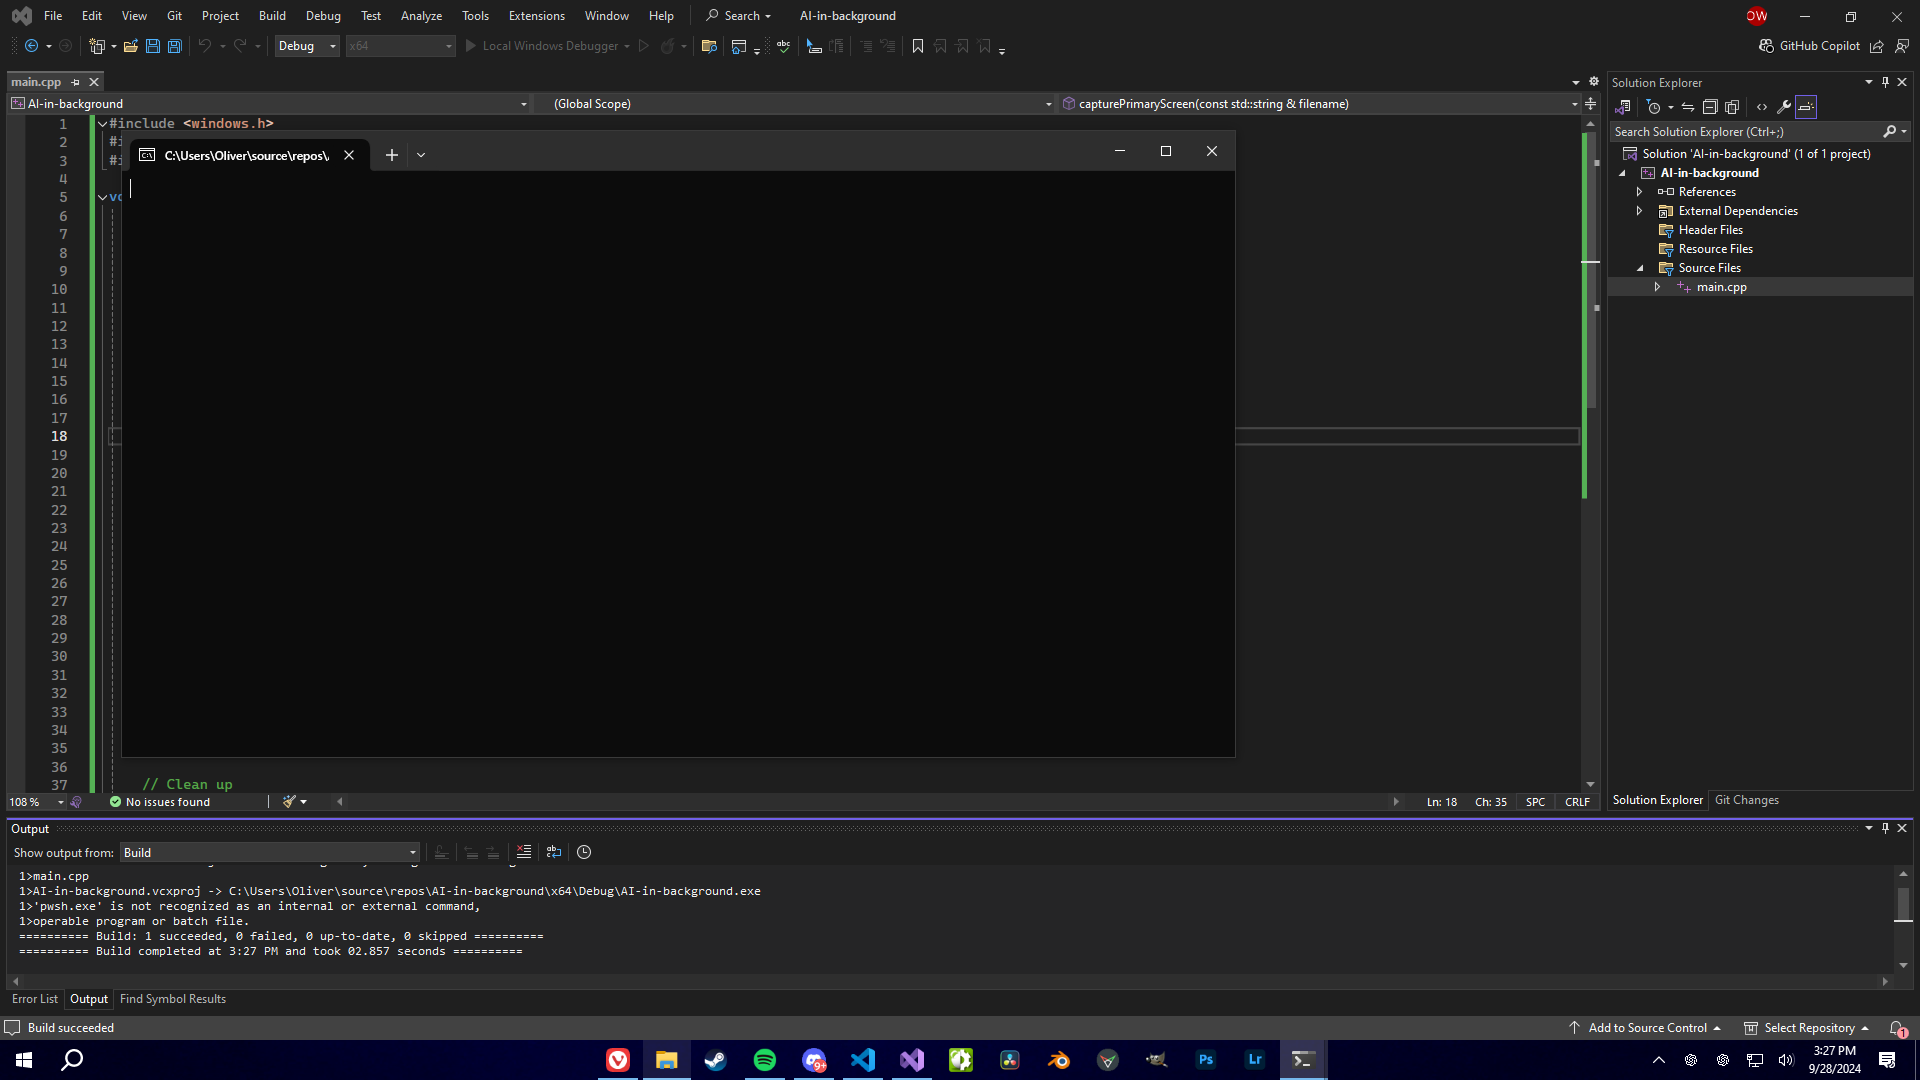 File Edit View Git Project Build Debug Test Analyze Tools Extensions Window Help Search AI-in-background OW
Debug x64 Local Windows Debugger GitHub Copilot
main.cpp
AI-in-background (Global Scope) capturePrimaryScreen(const std::string & filename)
1 #include <windows.h>
2 #i
3 #i
4
5 vo
6
7
8
9
10
11
12
13
14
15
16
17
18
19
20
21
22
23
24
25
26
27
28
29
30
31
32
33
34
35
36
37 // Clean up
C:\Users\Oliver\source\repos\
108 % No issues found Ln: 18 Ch: 35 SPC CRLF
Solution Explorer
Search Solution Explorer (Ctrl+;)
Solution 'AI-in-background' (1 of 1 project)
AI-in-background
References
External Dependencies
Header Files
Resource Files
Source Files
main.cpp
Solution Explorer Git Changes
Output
Show output from: Build
1>main.cpp
1>AI-in-background.vcxproj -> C:\Users\Oliver\source\repos\AI-in-background\x64\Debug\AI-in-background.exe
1>'pwsh.exe' is not recognized as an internal or external command,
1>operable program or batch file.
========== Build: 1 succeeded, 0 failed, 0 up-to-date, 0 skipped ==========
========== Build completed at 3:27 PM and took 02.857 seconds ==========
Error List Output Find Symbol Results
Build succeeded Add to Source Control Select Repository 1
9+ Ps Lr 3:27 PM
9/28/2024